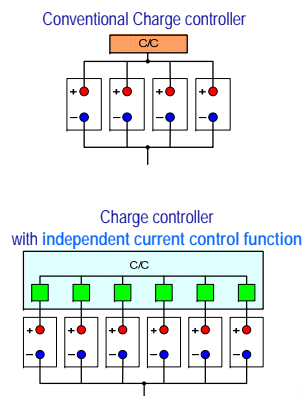 Conventional Charge controller
C/C
+ + + +
− − − −
Charge controller
with independent current control function
C/C
+ + + + + +
− − − − − −